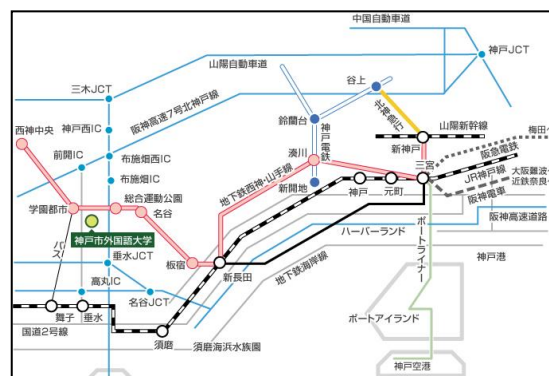 中国自動車道
山陽自動車道
神戸JCT
三木JCT
谷上
阪神高速7号北神戸線
北神急行
神戸電鉄
鈴蘭台
神戸西IC
西神中央
前開IC
布施畑西IC
山陽新幹線
新神戸
湊川
梅田
阪急電鉄
三宮
布施畑IC
地下鉄西神・山手線
新開地
神戸
元町
JR神戸線
大阪難波・
近鉄奈良
阪神電車
総合運動公園
学園都市
名谷
神戸市外国語大学
バス
ポートライナー
ハーバーランド
阪神高速道路
垂水JCT
板宿
新長田
地下鉄海岸線
神戸港
高丸IC
名谷JCT
舞子
垂水
国道2号線
須磨
須磨海浜水族園
ポートアイランド
神戸空港